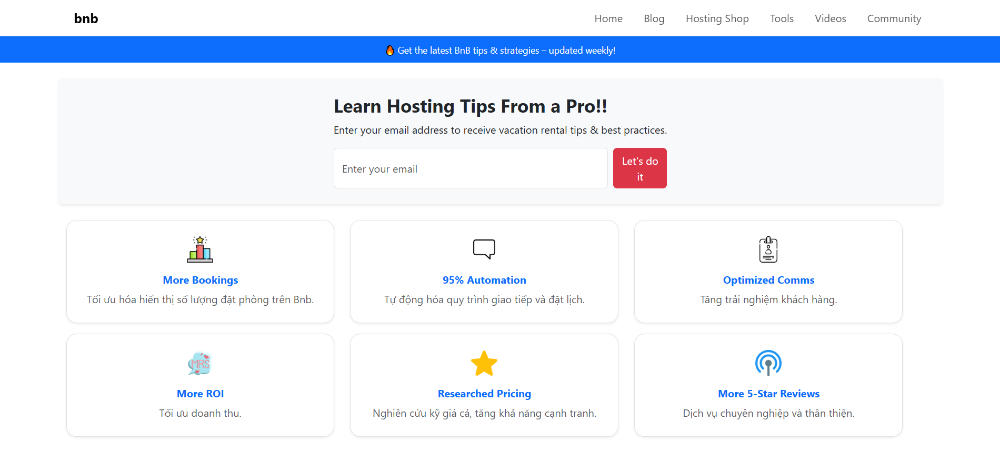 bnb
Home Blog Hosting Shop Tools Videos Community
🔥 Get the latest BnB tips & strategies – updated weekly!
Learn Hosting Tips From a Pro!!
Enter your email address to receive vacation rental tips & best practices.
Enter your email
Let's do
it
More Bookings
Tối ưu hóa hiển thị số lượng đặt phòng trên Bnb.
95% Automation
Tự động hóa quy trình giao tiếp và đặt lịch.
Optimized Comms
Tăng trải nghiệm khách hàng.
MRS
More ROI
Tối ưu doanh thu.
Researched Pricing
Nghiên cứu kỹ giá cả, tăng khả năng cạnh tranh.
More 5-Star Reviews
Dịch vụ chuyên nghiệp và thân thiện.